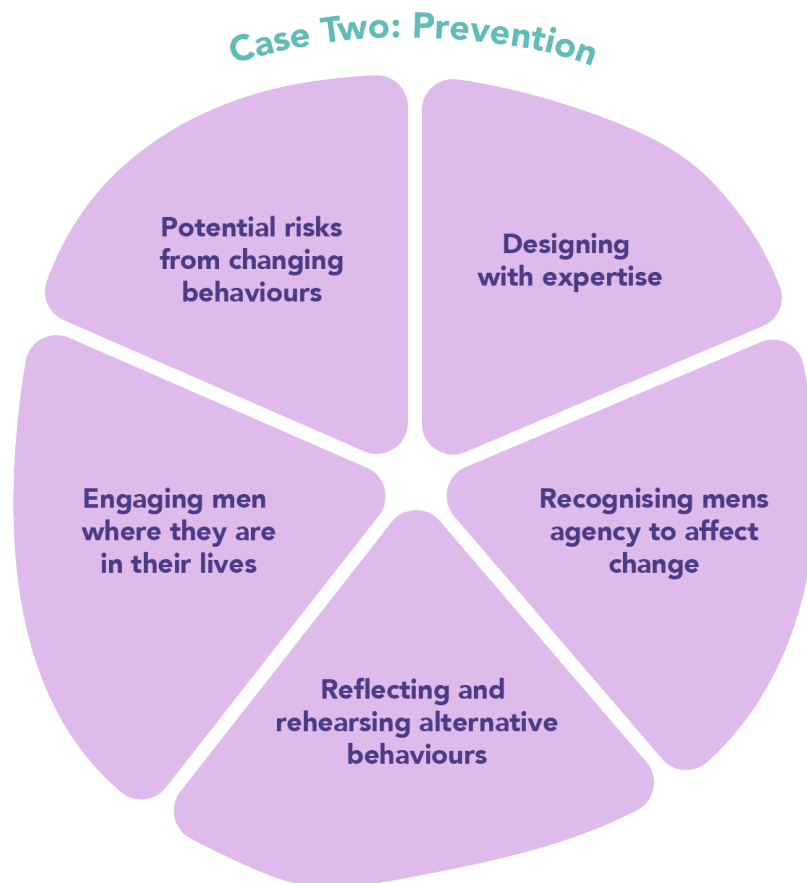 Case Two: Prevention
Potential risks
from changing
behaviours
Designing
with expertise
Engaging men
where they are
in their lives
Recognising mens
agency to affect
change
Reflecting and
rehearsing alternative
behaviours